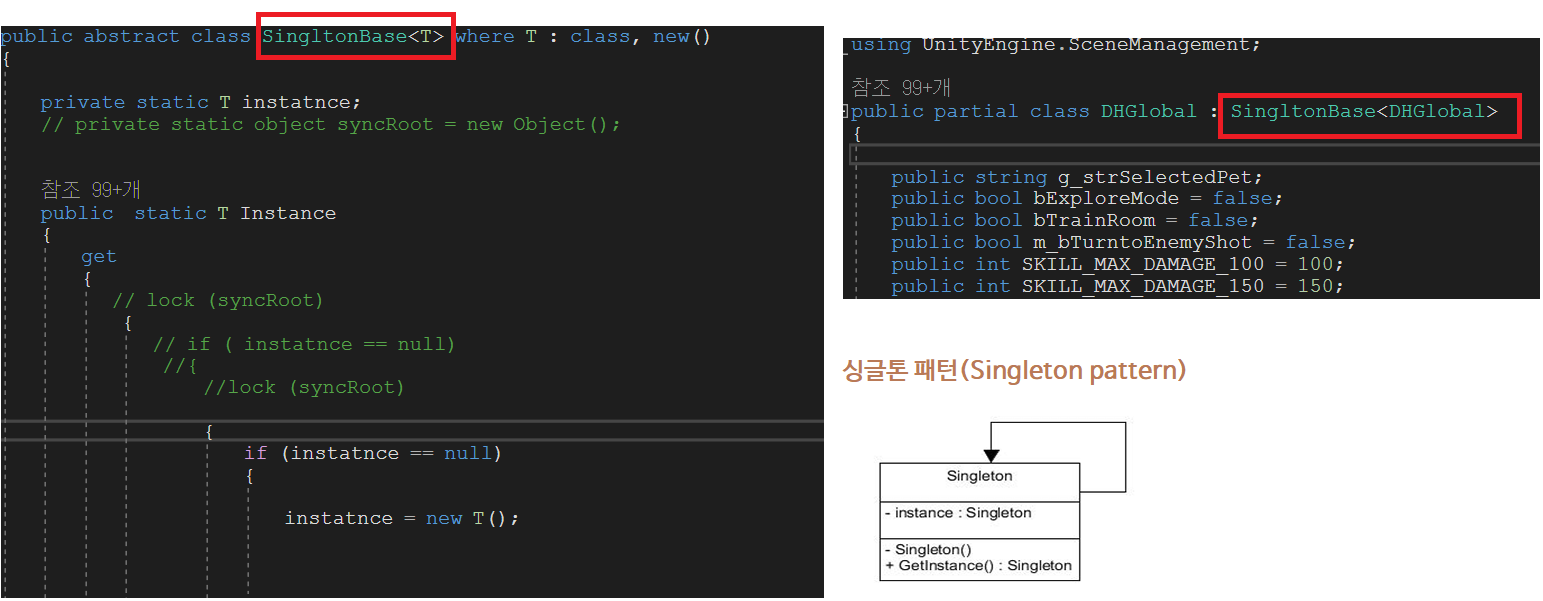 public abstract class SingltonBase<T> where T : class, new()
{
private static T instatnce;
// private static object syncRoot = new Object();
참조 99+개
public static T Instance
{
get
{
// lock (syncRoot)
{
// if ( instatnce == null)
//{
//lock (syncRoot)
{
if (instatnce == null)
{
instatnce = new T();
using UnityEngine.SceneManagement;
참조 99+개
public partial class DHGlobal : SingltonBase<DHGlobal>
{
public string g_strSelectedPet;
public bool bExploreMode = false;
public bool bTrainRoom = false;
public bool m_bTurntoEnemyShot = false;
public int SKILL_MAX_DAMAGE_100 = 100;
public int SKILL_MAX_DAMAGE_150 = 150;
싱글톤 패턴(Singleton pattern)
Singleton
- instance : Singleton
- Singleton()
+ GetInstance() : Singleton